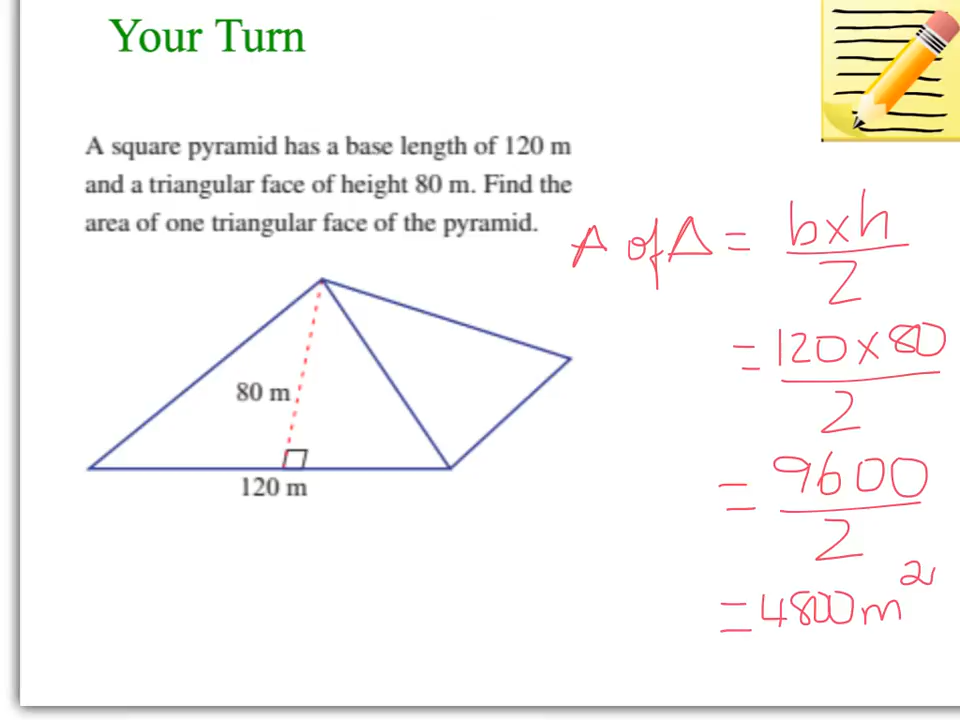 Your Turn
A square pyramid has a base length of 120 m
and a triangular face of height 80 m. Find the
area of one triangular face of the pyramid.
A of Δ = b×h
2
= 120 × 80
2
= 9600
2
= 4800m²
80 m
120 m